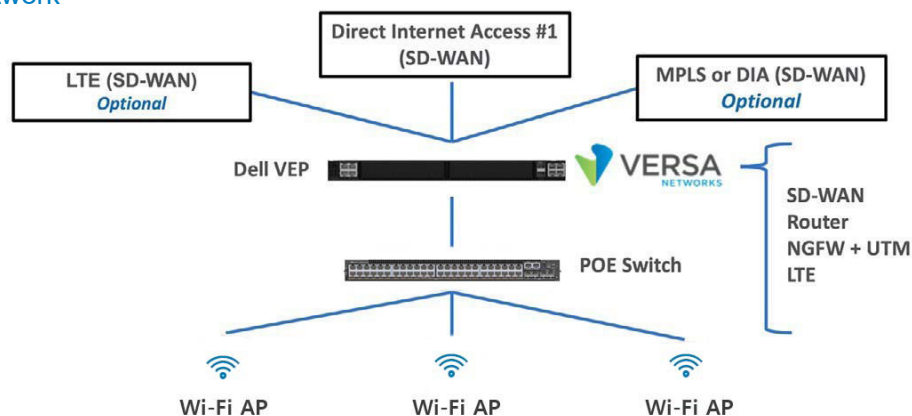 Direct Internet Access #1
(SD-WAN)
LTE (SD-WAN)
Optional
MPLS or DIA (SD-WAN)
Optional
Dell VEP
VERSA
NETWORKS
SD-WAN
Router
NGFW + UTM
LTE
POE Switch
Wi-Fi AP
Wi-Fi AP
Wi-Fi AP